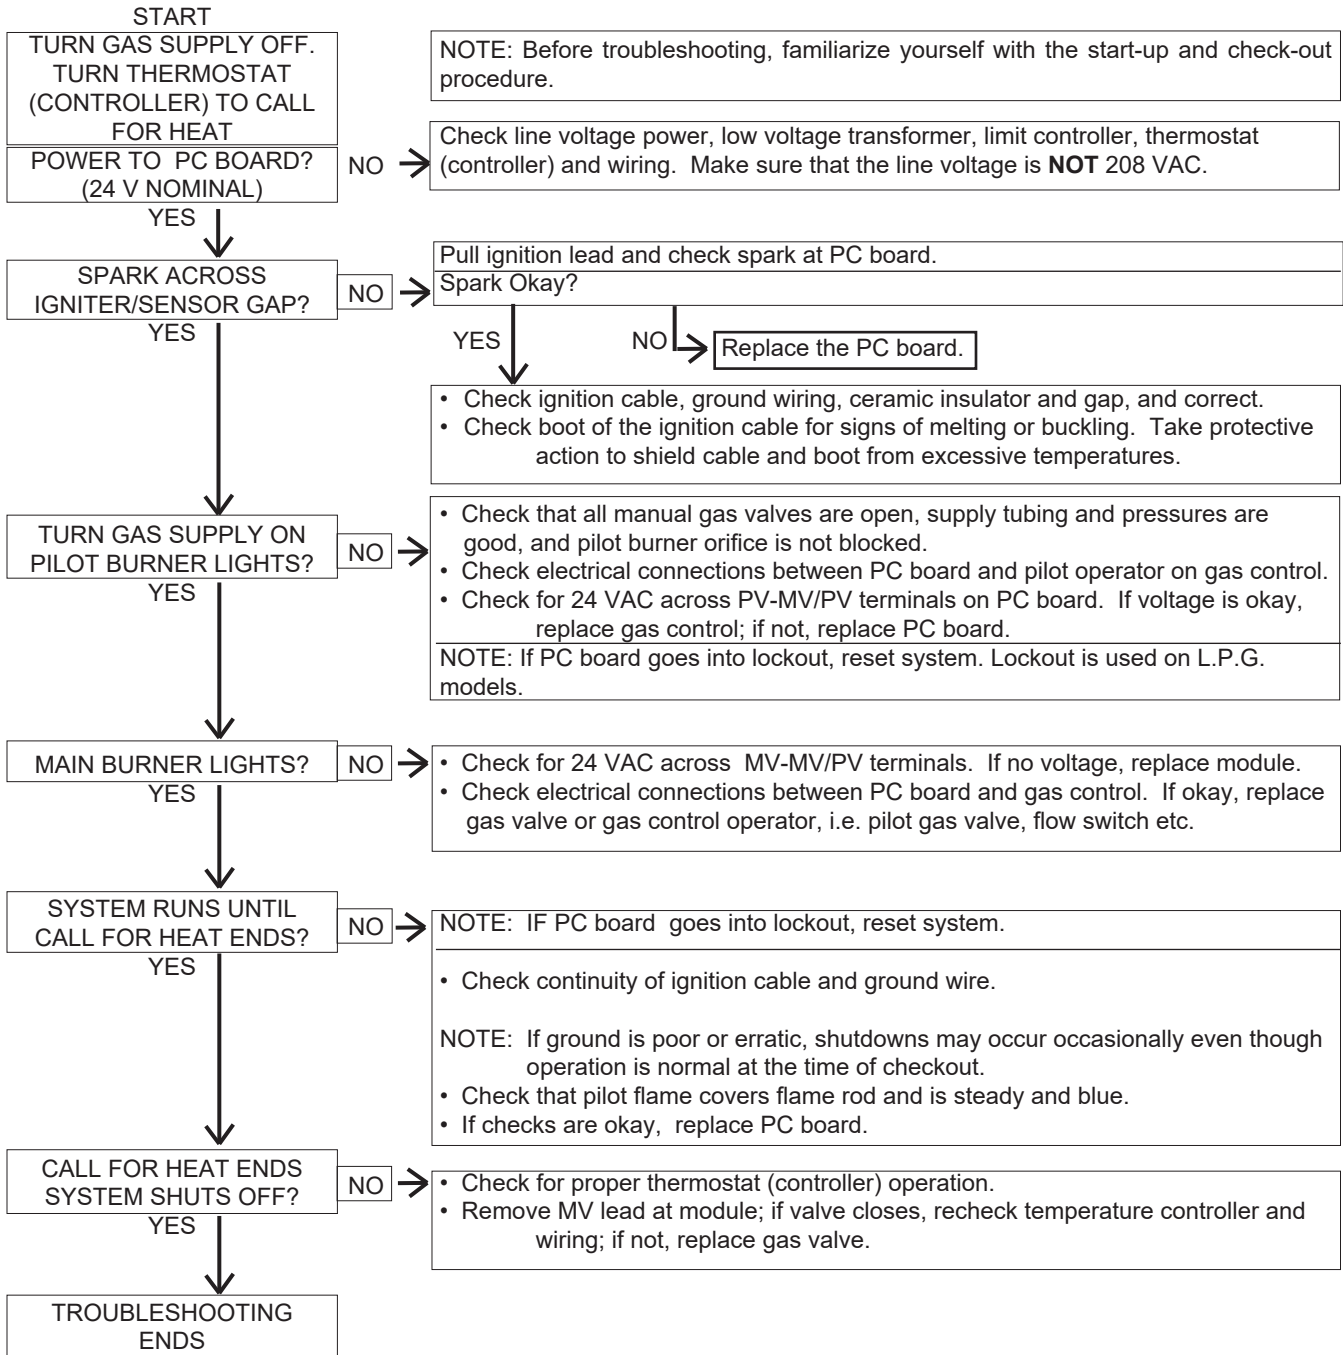 START
TURN GAS SUPPLY OFF.
TURN THERMOSTAT
(CONTROLLER) TO CALL
FOR HEAT
NOTE: Before troubleshooting, familiarize yourself with the start-up and check-out
procedure.
POWER TO PC BOARD?
(24 V NOMINAL)
NO
Check line voltage power, low voltage transformer, limit controller, thermostat
(controller) and wiring. Make sure that the line voltage is NOT 208 VAC.
YES
SPARK ACROSS
IGNITER/SENSOR GAP?
NO
Pull ignition lead and check spark at PC board.
Spark Okay?
YES
NO
Replace the PC board.
• Check ignition cable, ground wiring, ceramic insulator and gap, and correct.
• Check boot of the ignition cable for signs of melting or buckling. Take protective
action to shield cable and boot from excessive temperatures.
YES
TURN GAS SUPPLY ON
PILOT BURNER LIGHTS?
NO
• Check that all manual gas valves are open, supply tubing and pressures are
good, and pilot burner orifice is not blocked.
• Check electrical connections between PC board and pilot operator on gas control.
• Check for 24 VAC across PV-MV/PV terminals on PC board. If voltage is okay,
replace gas control; if not, replace PC board.
NOTE: If PC board goes into lockout, reset system. Lockout is used on L.P.G.
models.
YES
MAIN BURNER LIGHTS?
NO
• Check for 24 VAC across MV-MV/PV terminals. If no voltage, replace module.
• Check electrical connections between PC board and gas control. If okay, replace
gas valve or gas control operator, i.e. pilot gas valve, flow switch etc.
YES
SYSTEM RUNS UNTIL
CALL FOR HEAT ENDS?
NO
NOTE: IF PC board goes into lockout, reset system.
• Check continuity of ignition cable and ground wire.
NOTE: If ground is poor or erratic, shutdowns may occur occasionally even though
operation is normal at the time of checkout.
• Check that pilot flame covers flame rod and is steady and blue.
• If checks are okay, replace PC board.
YES
CALL FOR HEAT ENDS
SYSTEM SHUTS OFF?
NO
• Check for proper thermostat (controller) operation.
• Remove MV lead at module; if valve closes, recheck temperature controller and
wiring; if not, replace gas valve.
YES
TROUBLESHOOTING
ENDS